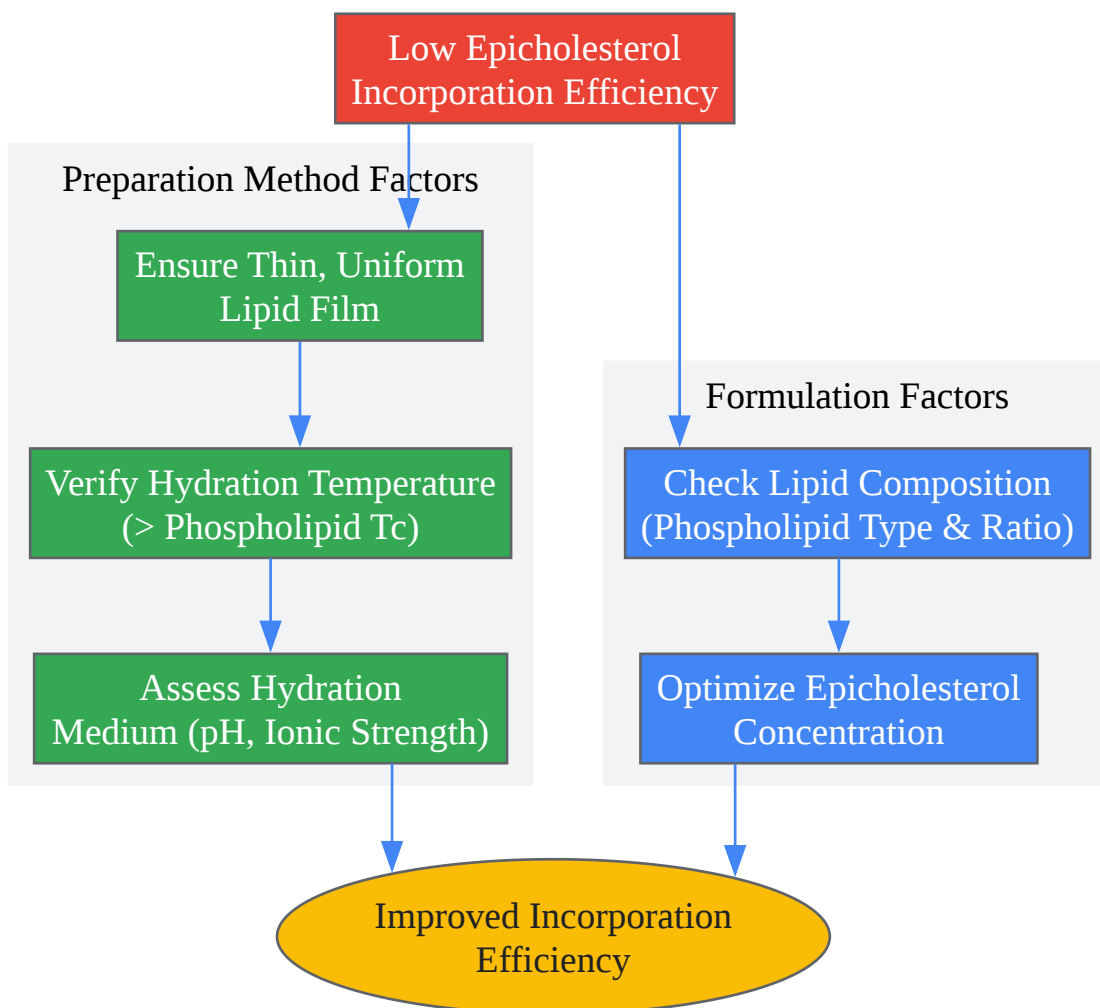 Low Epicholesterol
Incorporation Efficiency
Preparation Method Factors
Ensure Thin, Uniform
Lipid Film
Verify Hydration Temperature
(> Phospholipid Tc)
Assess Hydration
Medium (pH, Ionic Strength)
Formulation Factors
Check Lipid Composition
(Phospholipid Type & Ratio)
Optimize Epicholesterol
Concentration
Improved Incorporation
Efficiency